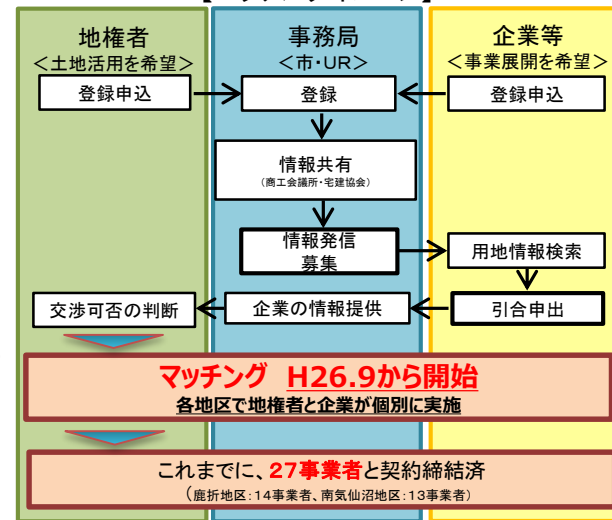 地権者
＜土地活用を希望＞
事務局
＜市・UR＞
企業等
＜事業展開を希望＞
登録申込
登録
登録申込
情報共有
（商工会議所・宅建協会）
情報発信
募集
用地情報検索
交渉可否の判断
企業の情報提供
引合申出
マッチング H26.9から開始
各地区で地権者と企業が個別に実施
これまでに、27事業者と契約締結済
（鹿折地区：14事業者、南気仙沼地区：13事業者）